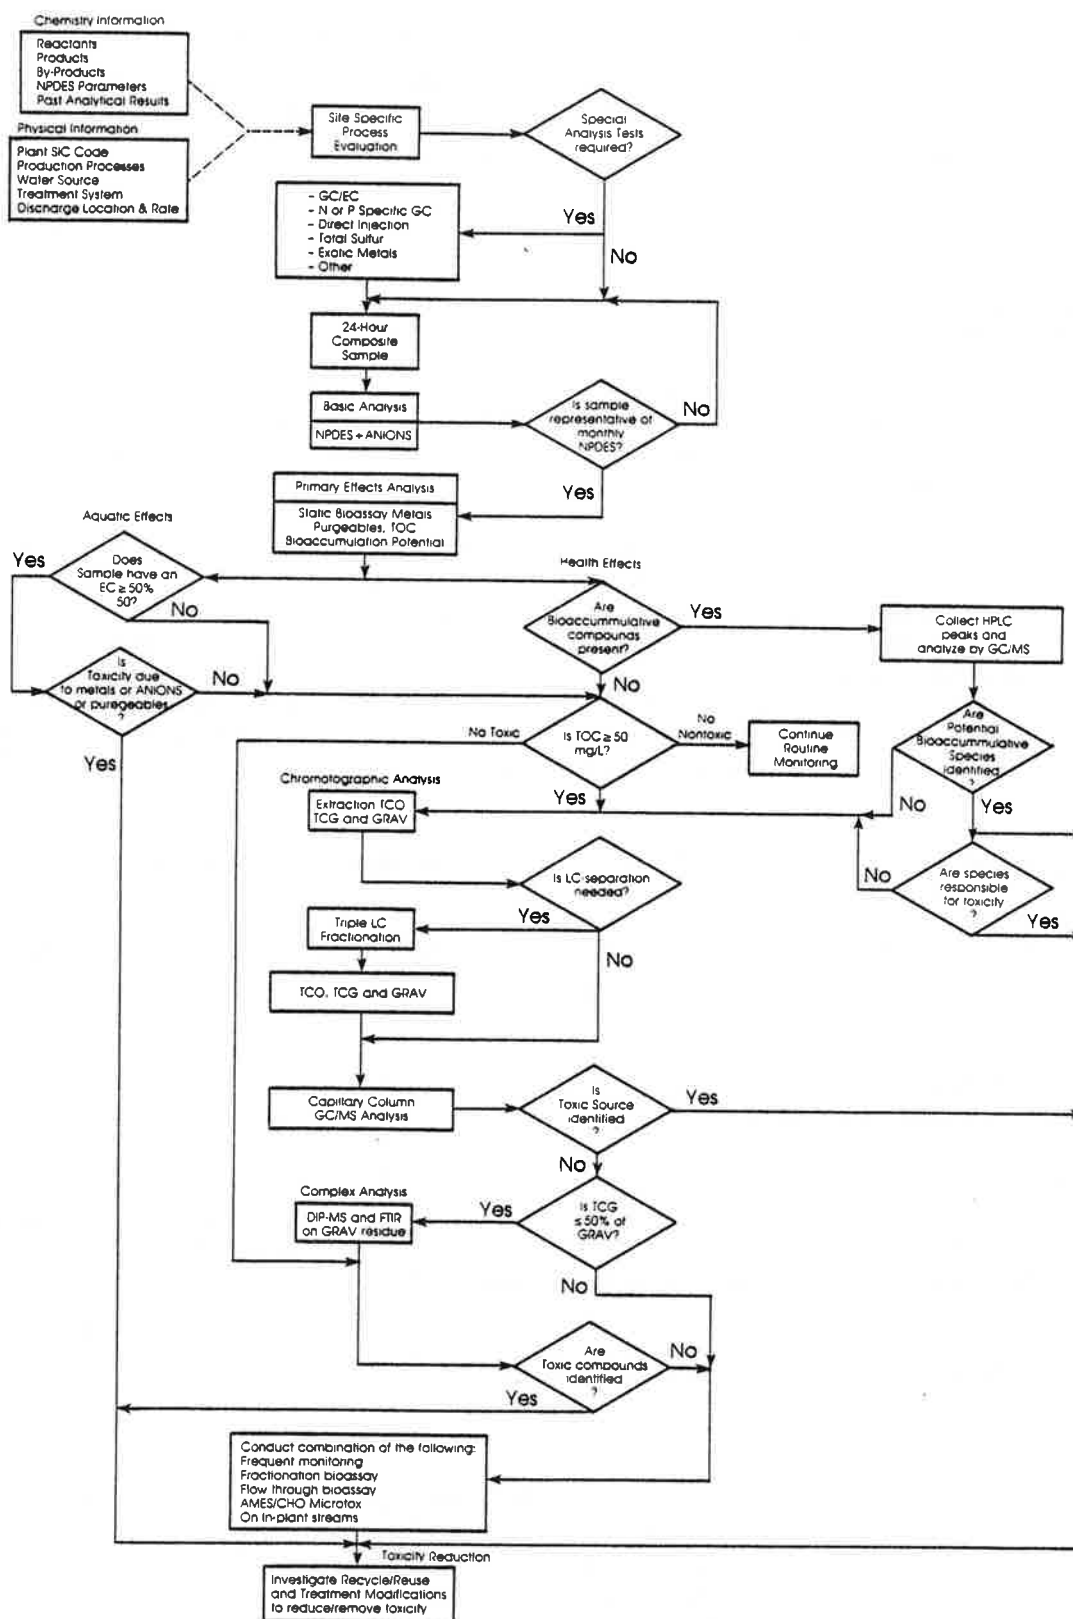 Chemistry Information
Reactants
Products
By-Products
NPDES Parameters
Past Analytical Results
Physical Information
Plant SIC Code
Production Processes
Water Source
Treatment System
Discharge Location & Rate
Site Specific
Process
Evaluation
Special
Analysis Tests
required?
Yes
No
- GC/EC
- N or P Specific GC
- Direct Injection
- Total Sulfur
- Exotic Metals
- Other
24-Hour
Composite
Sample
Basic Analysis
NPDES + ANIONS
Is sample
representative of
monthly
NPDES?
No
Yes
Primary Effects Analysis
Static Bioassay Metals
Purgeables, TOC
Bioaccumulation Potential
Aquatic Effects
Yes
Does
Sample have an
EC ≥ 50%
50?
No
Health Effects
Are
Bioaccummulative
compounds
present?
Yes
No
Collect HPLC
peaks and
analyze by GC/MS
Is
Toxicity due
to metals or ANIONS
or puregeables
?
No
Yes
No Toxic
Is TOC ≥ 50
mg/L?
No
Nontoxic
Yes
Continue
Routine
Monitoring
Are
Potential
Bioaccummulative
Species
identified
?
No
Yes
Chromatographic Analysis
Extraction TCO
TCG and GRAV
Is LC-separation
needed?
Yes
No
No
Are species
responsible
for toxicity
?
Yes
Triple LC
Fractionation
TCO, TCG and GRAV
Capillary Column
GC/MS Analysis
Is
Toxic Source
identified
?
Yes
No
Complex Analysis
DIP-MS and FTIR
on GRAV residue
Yes
Is TCG
≤ 50% of
GRAV?
No
Are
Toxic compounds
identified
?
No
Yes
Conduct combination of the following:
Frequent monitoring
Fractionation bioassay
Flow through bioassay
AMES/CHO Microtox
On In-plant streams
Toxicity Reduction
Investigate Recycle/Reuse
and Treatment Modifications
to reduce/remove toxicity